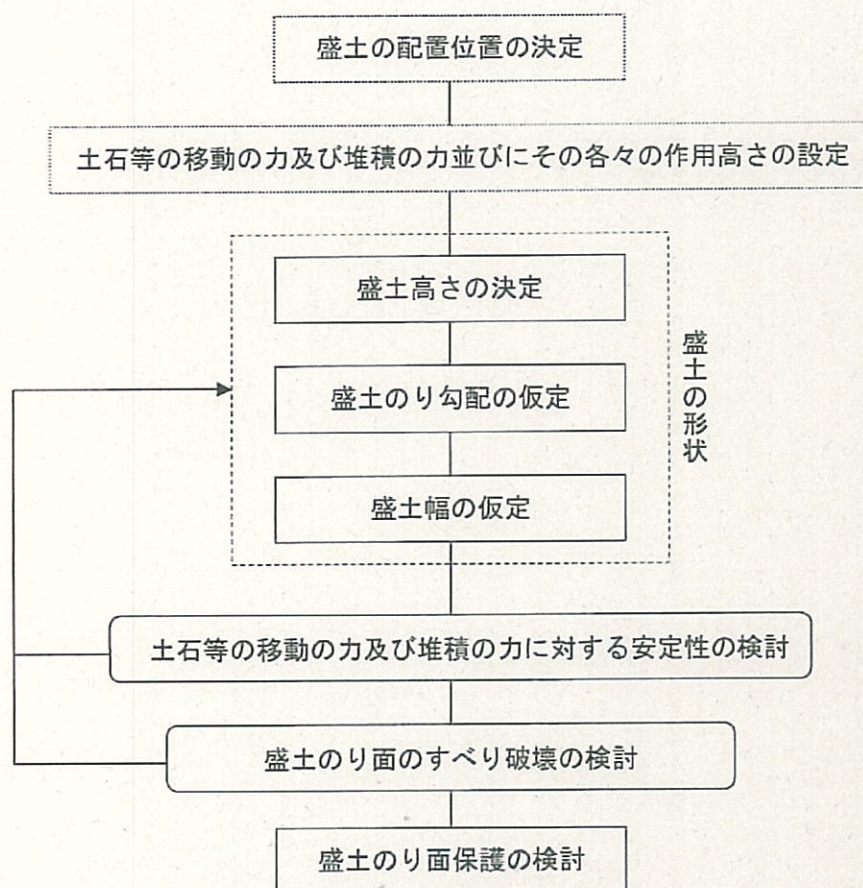 盛土の配置位置の決定
土石等の移動の力及び堆積の力並びにその各々の作用高さの設定
盛土高さの決定
盛土のり勾配の仮定
盛土幅の仮定
盛土の形状
土石等の移動の力及び堆積の力に対する安定性の検討
盛土のり面のすべり破壊の検討
盛土のり面保護の検討